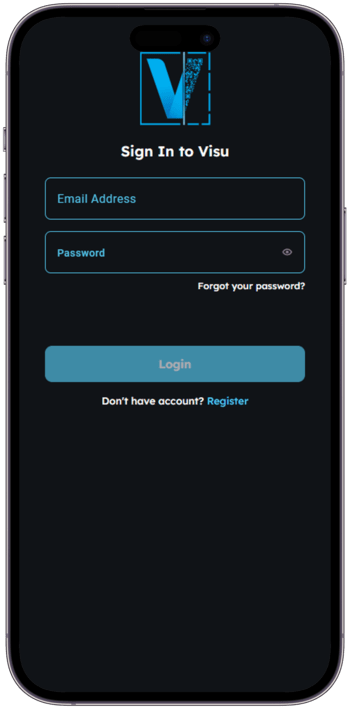 Sign In to Visu
Email Address
Password
Forgot your password?
Login
Don't have account? Register